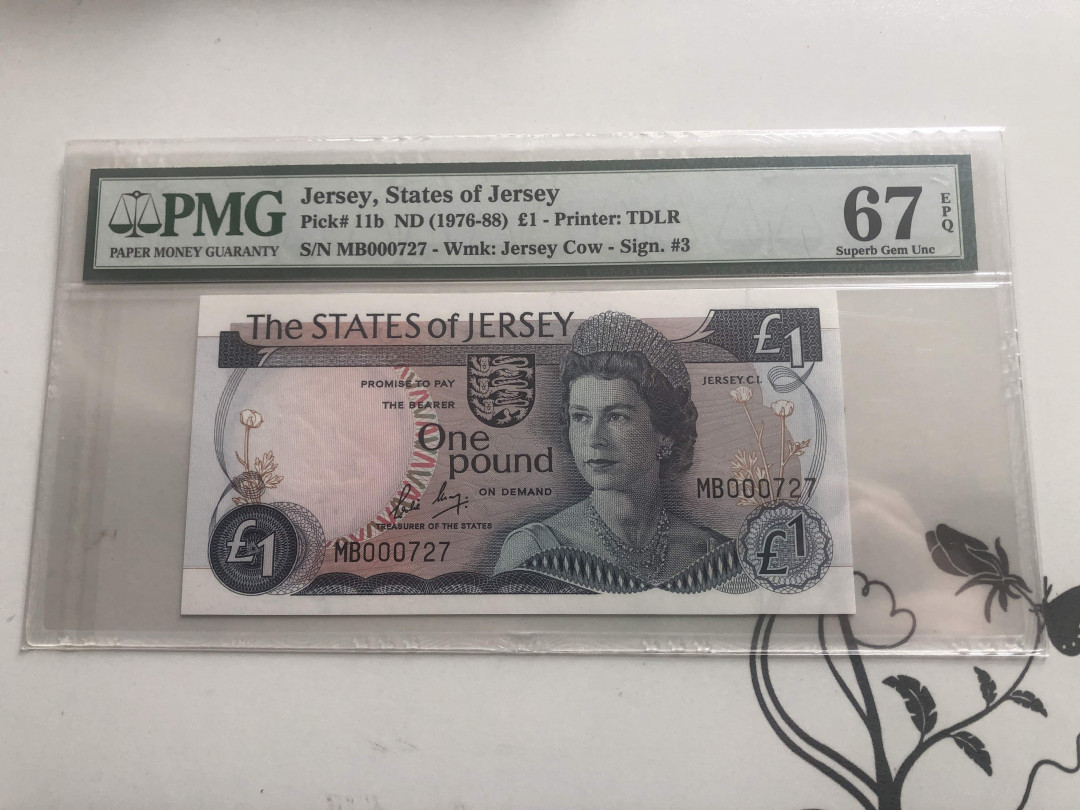 PMG
PAPER MONEY GUARANTY
Jersey, States of Jersey
Pick# 11b ND (1976-88) £1 - Printer: TDLR
S/N MB000727 - Wmk: Jersey Cow - Sign. #3
67
EPQ
Superb Gem Unc
The STATES of JERSEY
£1
PROMISE TO PAY
THE BEARER
JERSEY.C.I.
One
pound
ON DEMAND
MB000727
TREASURER OF THE STATES
MB000727
£1
£1